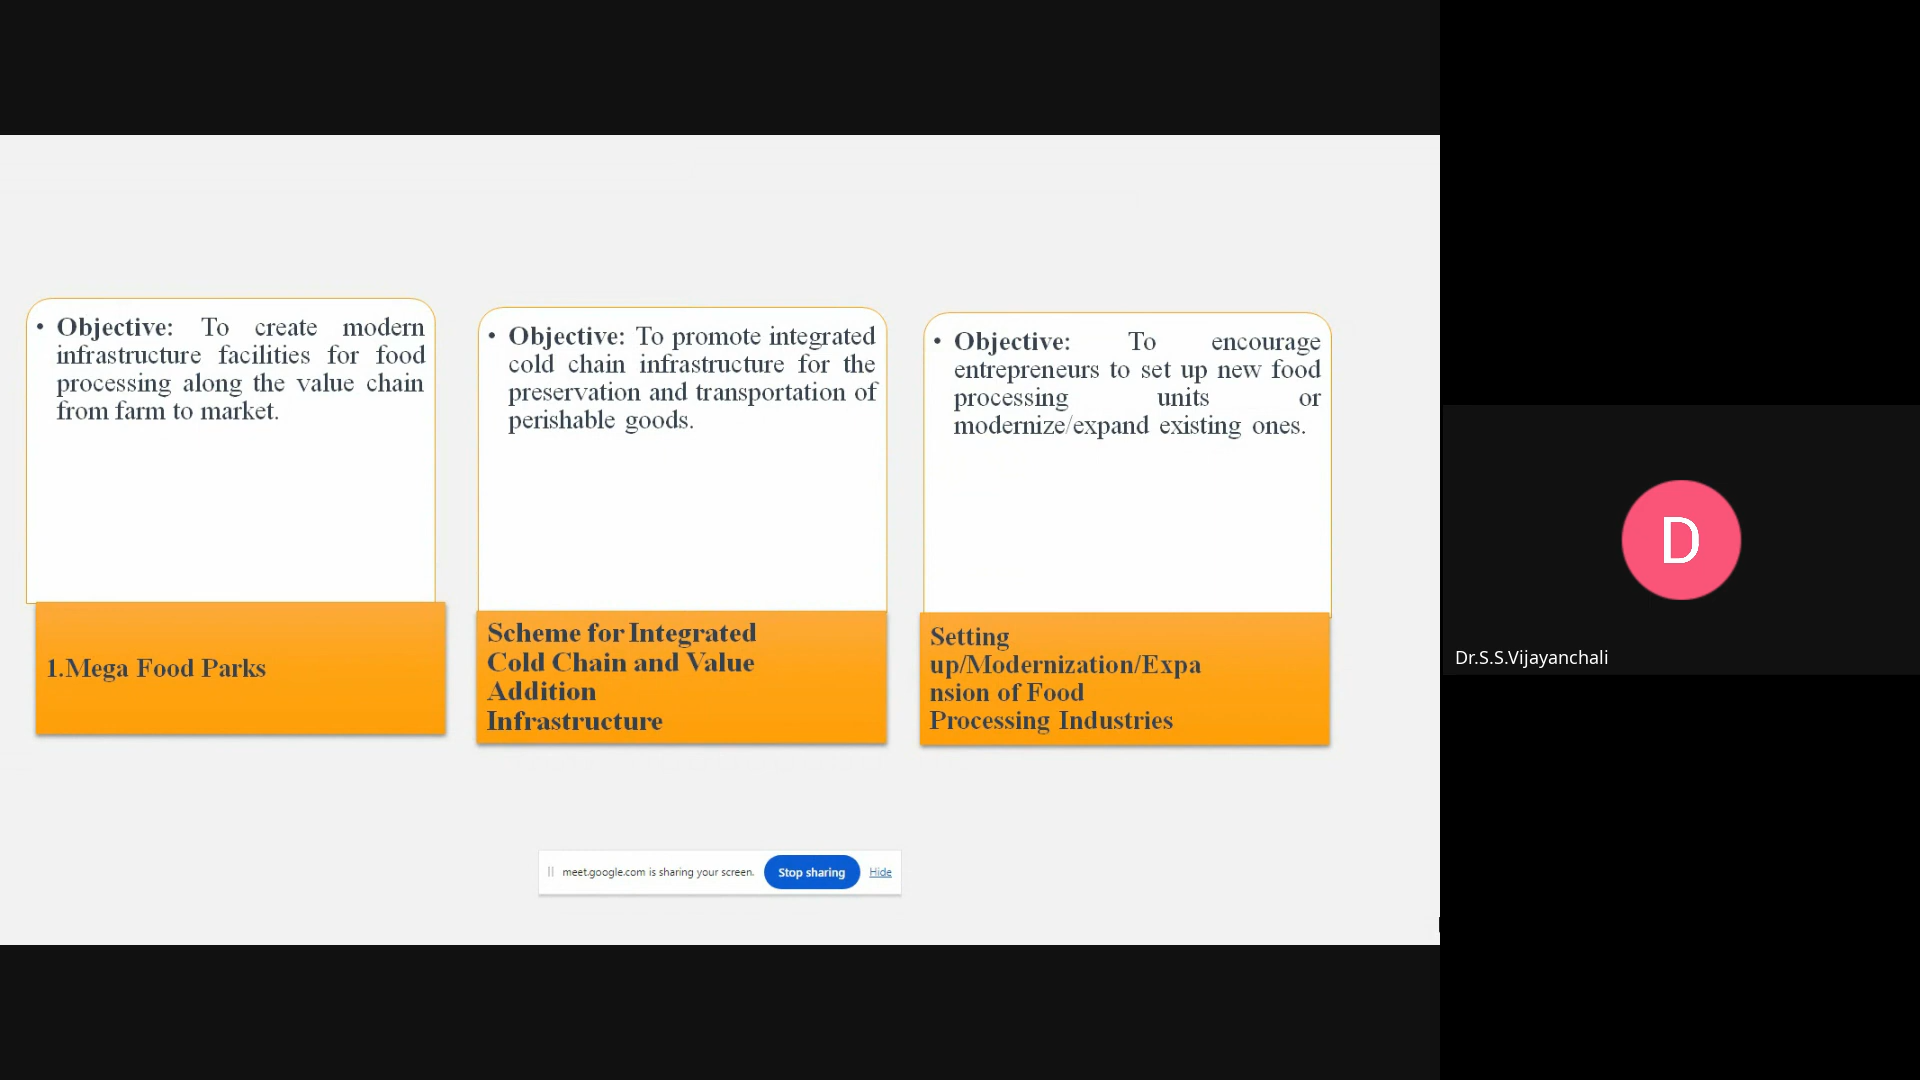 • Objective: To create modern
infrastructure facilities for food
processing along the value chain
from farm to market.
1.Mega Food Parks
• Objective: To promote integrated
cold chain infrastructure for the
preservation and transportation of
perishable goods.
Scheme for Integrated
Cold Chain and Value
Addition
Infrastructure
• Objective: To encourage
entrepreneurs to set up new food
processing units or
modernize/expand existing ones.
Setting
up/Modernization/Expa
nsion of Food
Processing Industries
meet.google.com is sharing your screen. Stop sharing Hide
D
Dr.S.S.Vijayanchali